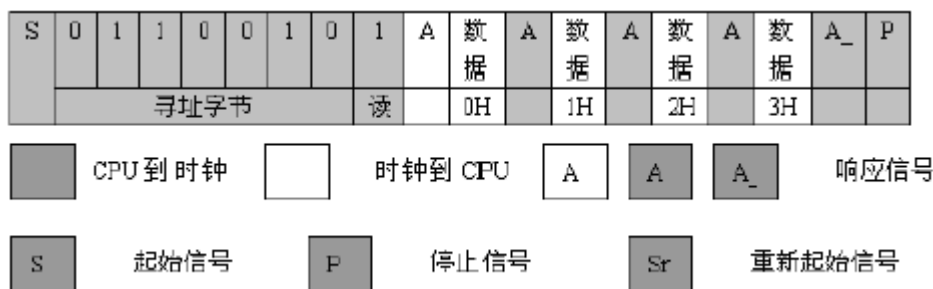 S 0 1 1 0 0 1 0 1 A 数据 A 数据 A 数据 A 数据 A_ P
寻址字节 读 0H 1H 2H 3H
CPU到时钟 时钟到CPU A A A_ 响应信号
S 起始信号 P 停止信号 Sr 重新起始信号